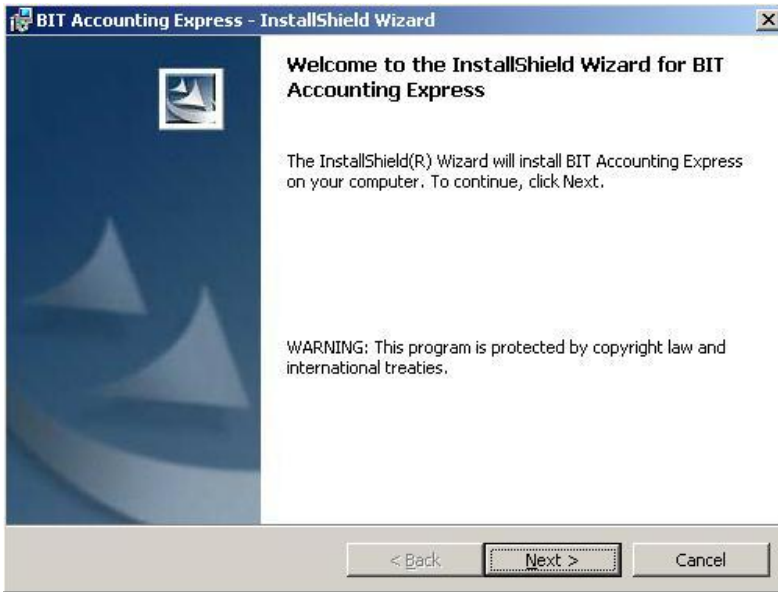 BIT Accounting Express - InstallShield Wizard
Welcome to the InstallShield Wizard for BIT
Accounting Express
The InstallShield(R) Wizard will install BIT Accounting Express
on your computer. To continue, click Next.
WARNING: This program is protected by copyright law and
international treaties.
< Back
Next >
Cancel